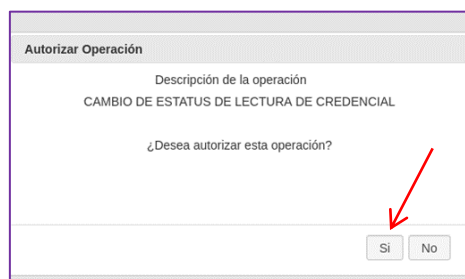 Autorizar Operación
Descripción de la operación
CAMBIO DE ESTATUS DE LECTURA DE CREDENCIAL
¿Desea autorizar esta operación?
Si No